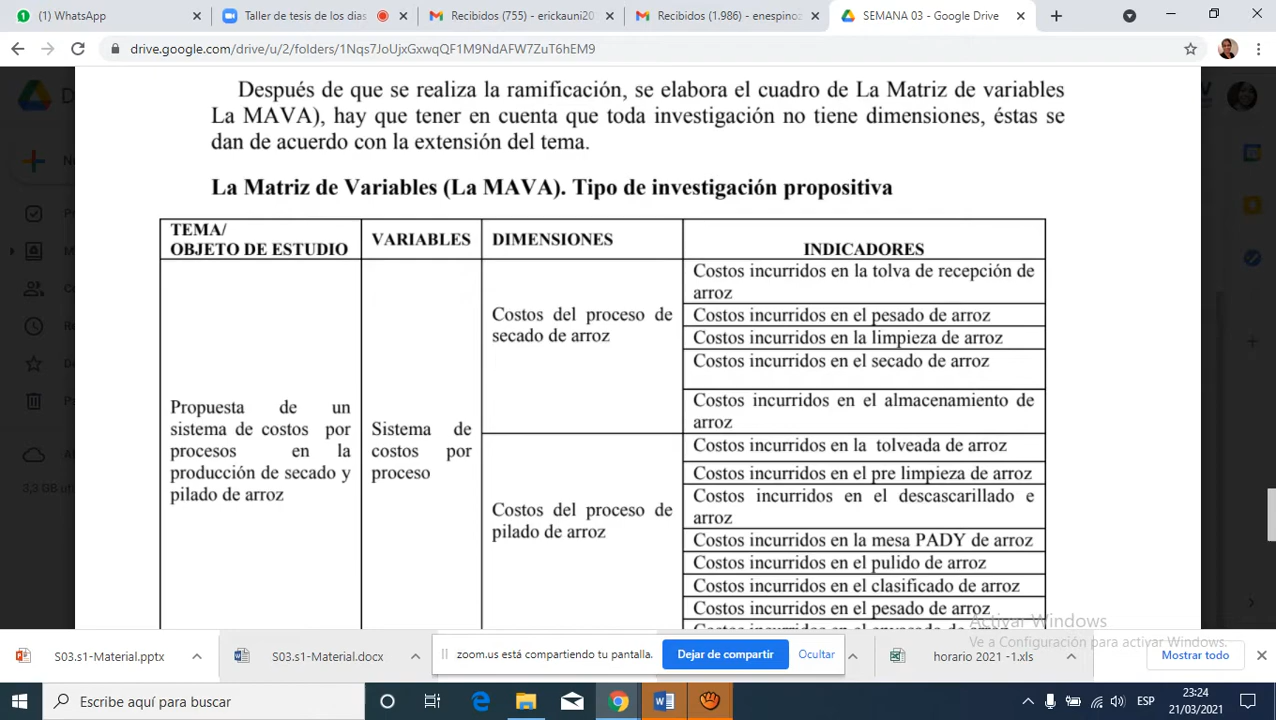 (1) WhatsApp
Taller de tesis de los dias
Recibidos (755) - erickauni20
Recibidos (1.986) - enespinoz
SEMANA 03 - Google Drive
drive.google.com/drive/u/2/folders/1Nqs7JoUjxGxwqQF1M9NdAFW7ZuT6hEM9
Después de que se realiza la ramificación, se elabora el cuadro de La Matriz de variables
La MAVA), hay que tener en cuenta que toda investigación no tiene dimensiones, éstas se
dan de acuerdo con la extensión del tema.
La Matriz de Variables (La MAVA). Tipo de investigación propositiva
TEMA/
OBJETO DE ESTUDIO
VARIABLES
DIMENSIONES
INDICADORES
Propuesta de un
sistema de costos por
procesos en la
producción de secado y
pilado de arroz
Sistema de
costos por
proceso
Costos del proceso de
secado de arroz
Costos incurridos en la tolva de recepción de
arroz
Costos incurridos en el pesado de arroz
Costos incurridos en la limpieza de arroz
Costos incurridos en el secado de arroz
Costos incurridos en el almacenamiento de
arroz
Costos del proceso de
pilado de arroz
Costos incurridos en la tolveada de arroz
Costos incurridos en el pre limpieza de arroz
Costos incurridos en el descascarillado e
arroz
Costos incurridos en la mesa PADY de arroz
Costos incurridos en el pulido de arroz
Costos incurridos en el clasificado de arroz
Costos incurridos en el pesado de arroz
Activar Windows
Ve a Configuración para activar Windows.
3,3 GB
S03.s1-Material.pptx
S03.s1-Material.docx
zoom.us está compartiendo tu pantalla.
Dejar de compartir
Ocultar
horario 2021 -1.xls
Mostrar todo
Escribe aquí para buscar
ESP
23:24
21/03/2021